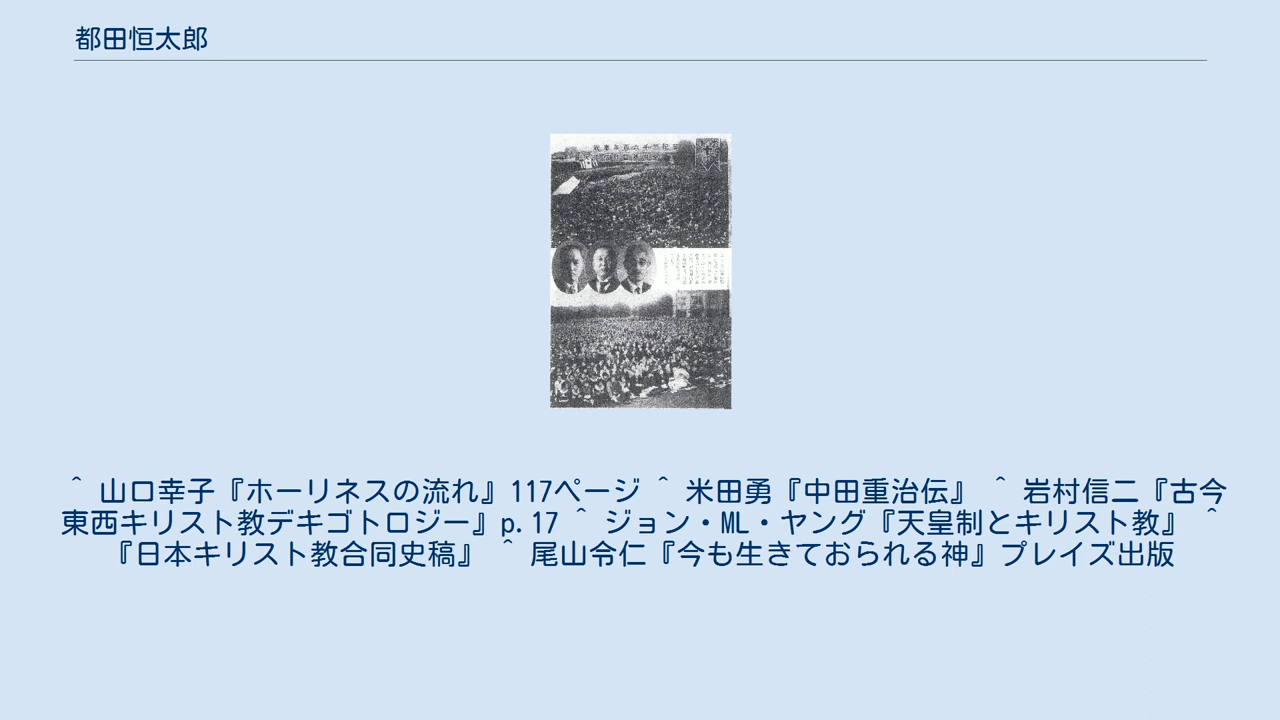 都田恒太郎
^ 山口幸子『ホーリネスの流れ』117ページ ^ 米田勇『中田重治伝』 ^ 岩村信二『古今
東西キリスト教デキゴトロジー』p.17 ^ ジョン・ML・ヤング『天皇制とキリスト教』 ^
『日本キリスト教合同史稿』 ^ 尾山令仁『今も生きておられる神』プレイズ出版